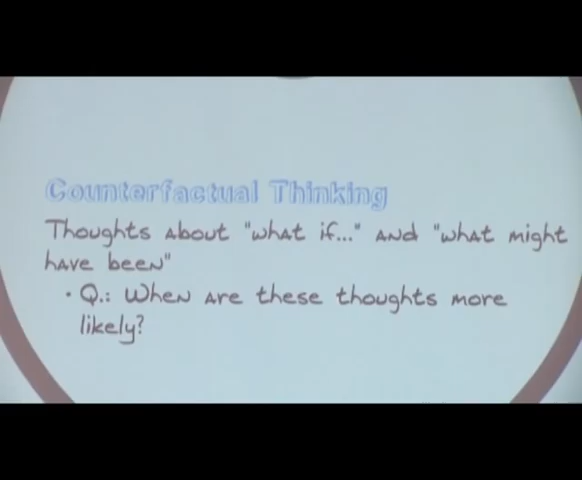 Counterfactual Thinking
Thoughts about "what if..." and "what might
have been"
• Q.: When are these thoughts more
likely?